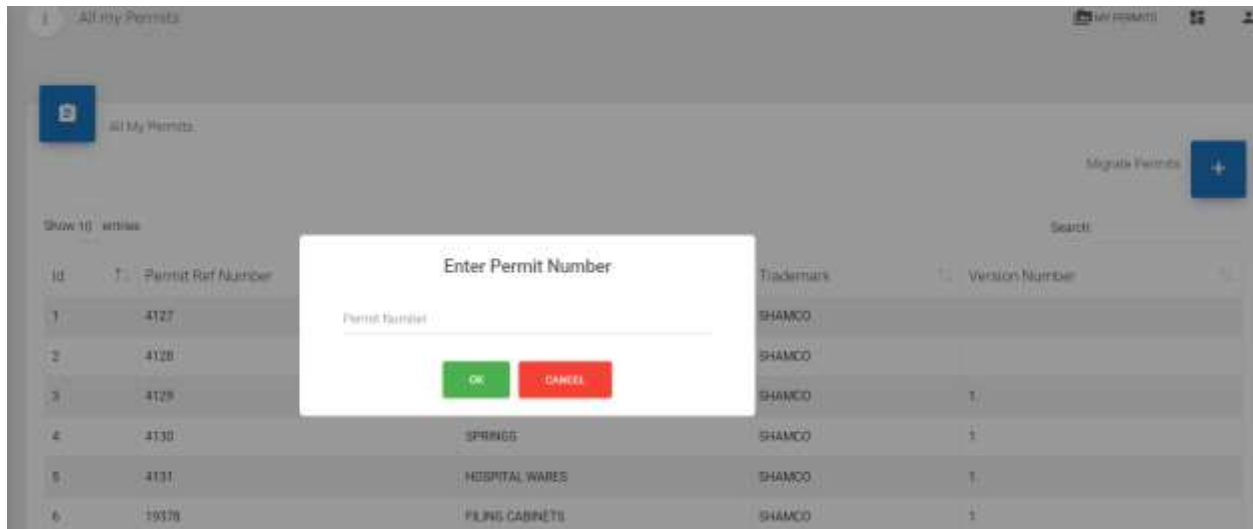 All my Permits MY PERMITS
All My Permits
Migrate Permits +
Show 10 entries Search:
Enter Permit Number
Id Permit Ref Number Trademark Version Number
Permit Number
1 4127 SHAMCO
2 4128 SHAMCO
OK CANCEL
3 4129 SHAMCO 1
4 4130 SPRINGS SHAMCO 1
5 4131 HOSPITAL WARES SHAMCO 1
6 19378 FILING CABINETS SHAMCO 1